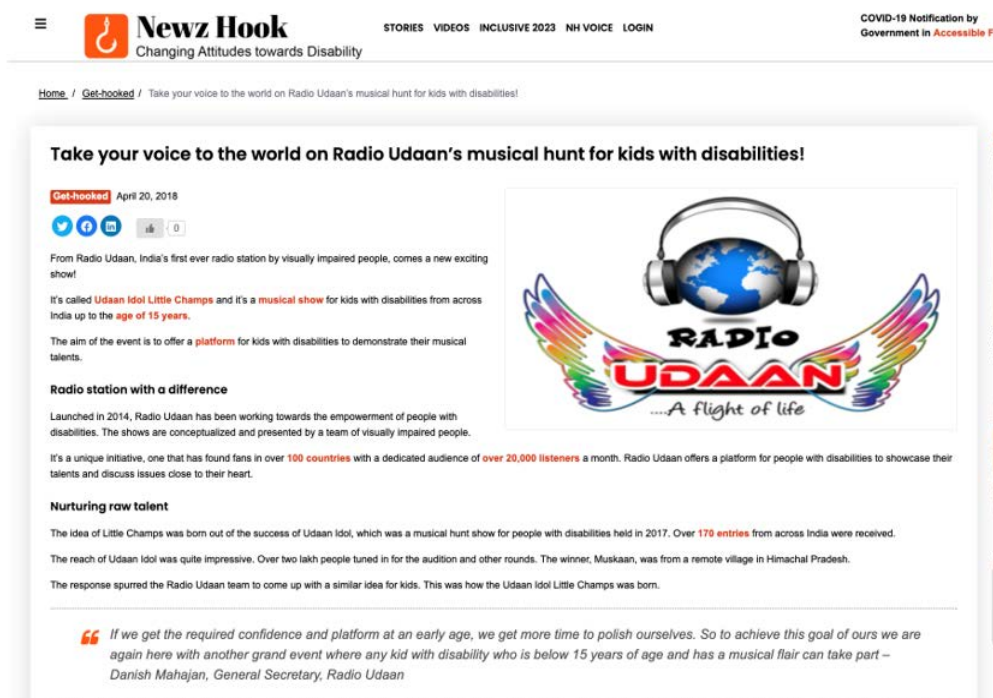 Newz Hook
Changing Attitudes towards Disability
STORIES VIDEOS INCLUSIVE 2023 NH VOICE LOGIN
COVID-19 Notification by
Government in Accessible F
Home / Get-hooked / Take your voice to the world on Radio Udaan's musical hunt for kids with disabilities!
Take your voice to the world on Radio Udaan's musical hunt for kids with disabilities!
Get-hooked April 20, 2018
0
From Radio Udaan, India's first ever radio station by visually impaired people, comes a new exciting
show!
It's called Udaan Idol Little Champs and it's a musical show for kids with disabilities from across
India up to the age of 15 years.
The aim of the event is to offer a platform for kids with disabilities to demonstrate their musical
talents.
RADIO
UDAAN
....A flight of life
Radio station with a difference
Launched in 2014, Radio Udaan has been working towards the empowerment of people with
disabilities. The shows are conceptualized and presented by a team of visually impaired people.
It's a unique initiative, one that has found fans in over 100 countries with a dedicated audience of over 20,000 listeners a month. Radio Udaan offers a platform for people with disabilities to showcase their
talents and discuss issues close to their heart.
Nurturing raw talent
The idea of Little Champs was born out of the success of Udaan Idol, which was a musical hunt show for people with disabilities held in 2017. Over 170 entries from across India were received.
The reach of Udaan Idol was quite impressive. Over two lakh people tuned in for the audition and other rounds. The winner, Muskaan, was from a remote village in Himachal Pradesh.
The response spurred the Radio Udaan team to come up with a similar idea for kids. This was how the Udaan Idol Little Champs was born.
If we get the required confidence and platform at an early age, we get more time to polish ourselves. So to achieve this goal of ours we are
again here with another grand event where any kid with disability who is below 15 years of age and has a musical flair can take part –
Danish Mahajan, General Secretary, Radio Udaan